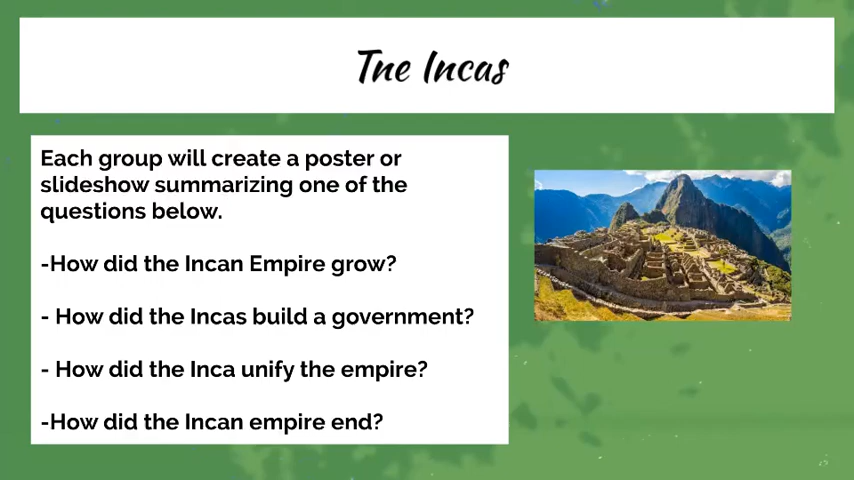 Tne Incas
Each group will create a poster or
slideshow summarizing one of the
questions below.
-How did the Incan Empire grow?
- How did the Incas build a government?
- How did the Inca unify the empire?
-How did the Incan empire end?